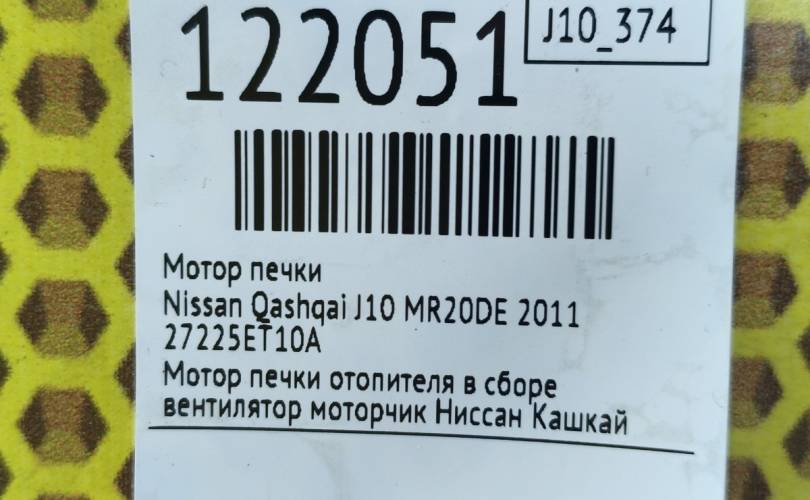 122051
J10_374
Мотор печки
Nissan Qashqai J10 MR20DE 2011
27225ET10A
Мотор печки отопителя в сборе
вентилятор моторчик Ниссан Кашкай